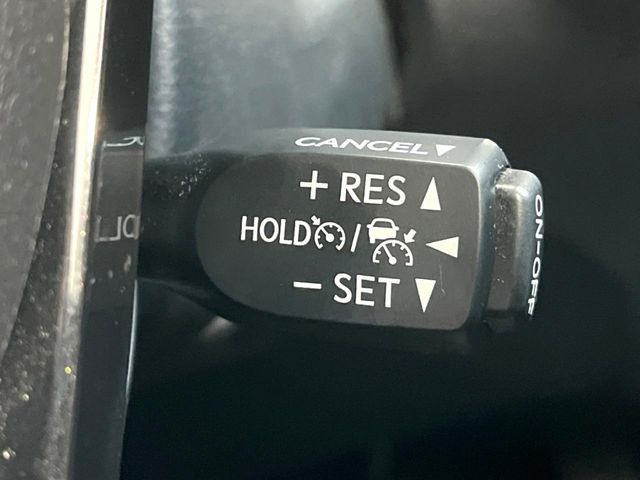 CANCEL▼
+ RES ▲
HOLD / ◀
− SET ▼
ON-OFF